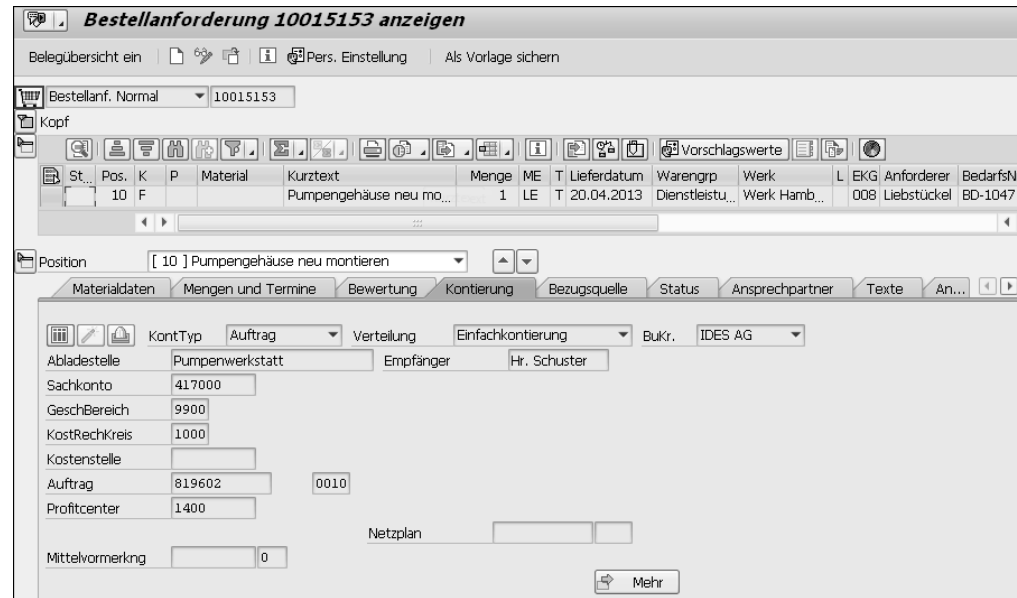 Bestellanforderung 10015153 anzeigen
Belegübersicht ein Pers. Einstellung Als Vorlage sichern
Bestellanf. Normal 10015153
Kopf
Vorschlagswerte
St... Pos. K P Material Kurztext Menge ME T Lieferdatum Warengrp Werk L EKG Anforderer BedarfsN
10 F Pumpengehäuse neu mo... 1 LE T 20.04.2013 Dienstleistu... Werk Hamb... 008 Liebstückel BD-1047
Position [ 10 ] Pumpengehäuse neu montieren
Materialdaten Mengen und Termine Bewertung Kontierung Bezugsquelle Status Ansprechpartner Texte An...
KontTyp Auftrag Verteilung Einfachkontierung BuKr. IDES AG
Abladestelle Pumpenwerkstatt Empfänger Hr. Schuster
Sachkonto 417000
GeschBereich 9900
KostRechKreis 1000
Kostenstelle
Auftrag 819602 0010
Profitcenter 1400
Netzplan
Mittelvormerkng 0
Mehr